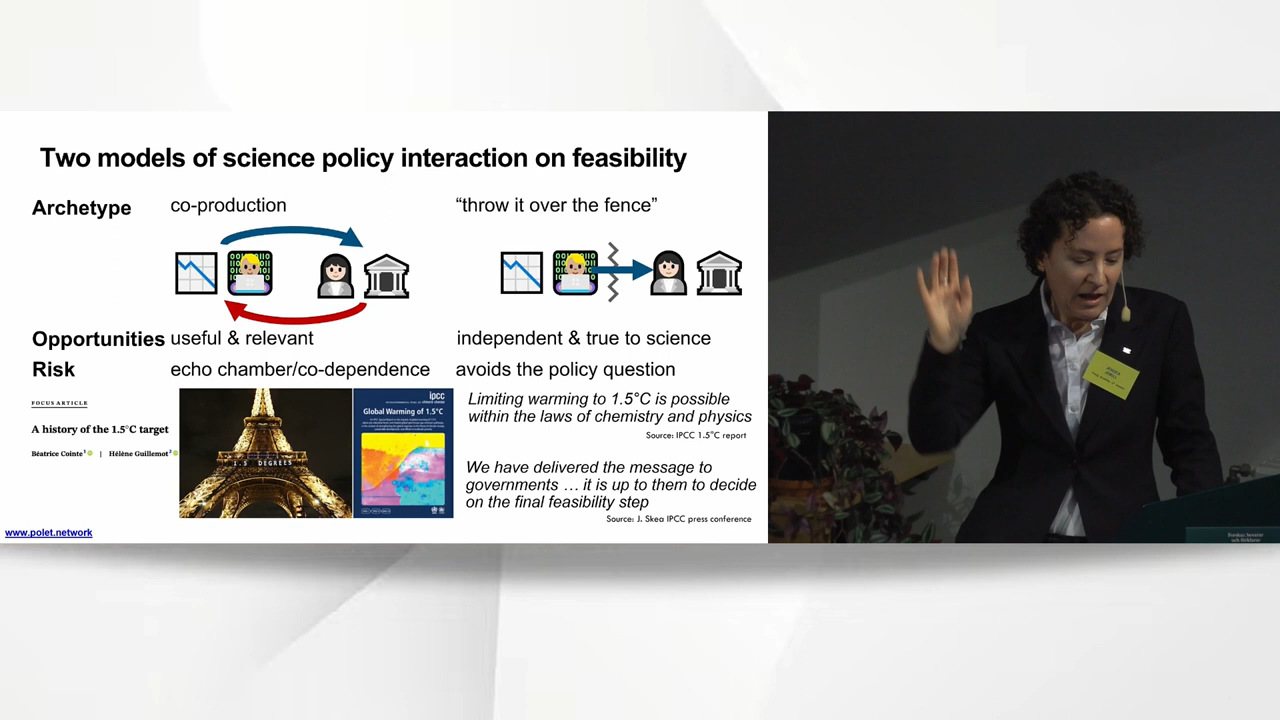 Two models of science policy interaction on feasibility
Archetype
co-production
“throw it over the fence”
Opportunities
useful & relevant
independent & true to science
Risk
echo chamber/co-dependence
avoids the policy question
FOCUS ARTICLE
A history of the 1.5°C target
Béatrice Cointe¹ | Hélène Guillemot²
1.5 DEGREES
ipcc
Global Warming of 1.5°C
Limiting warming to 1.5°C is possible
within the laws of chemistry and physics
Source: IPCC 1.5°C report
We have delivered the message to
governments … it is up to them to decide
on the final feasibility step
Source: J. Skea IPCC press conference
www.polet.network